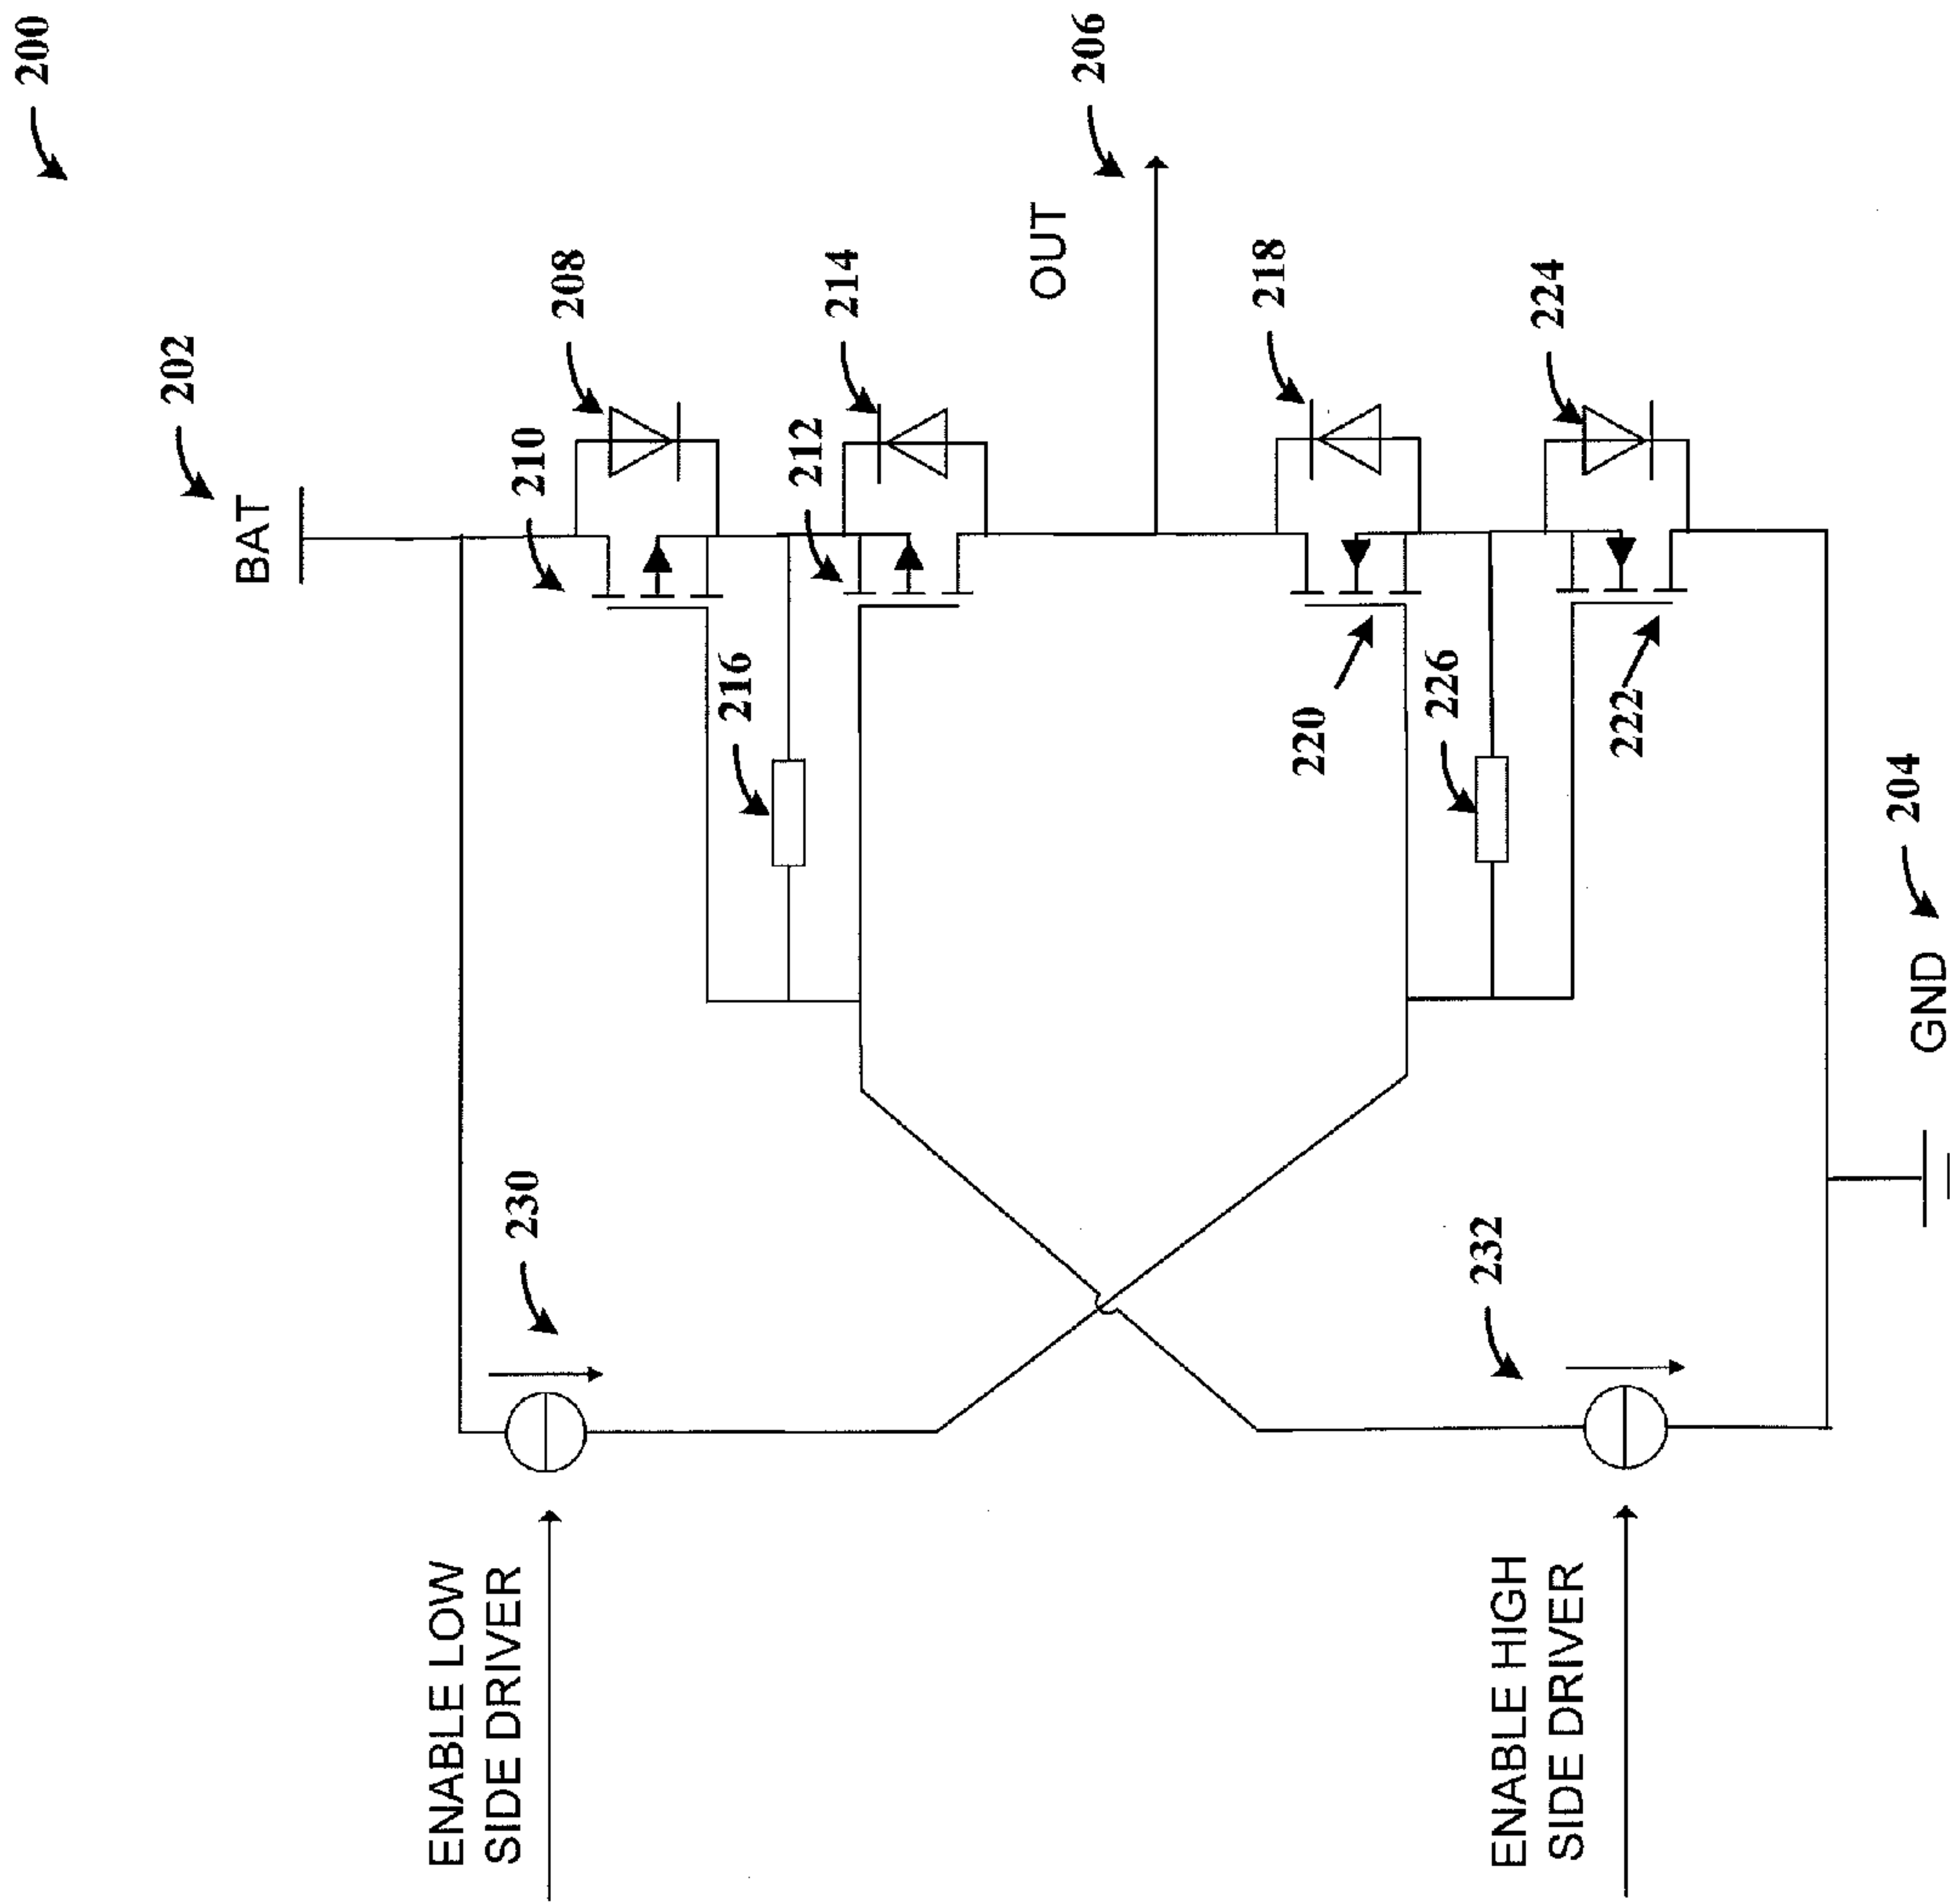 200
202
BAT
206
OUT
208
210
214
212
216
218
220
224
226
222
230
232
204
GND
ENABLE LOW
SIDE DRIVER
ENABLE HIGH
SIDE DRIVER